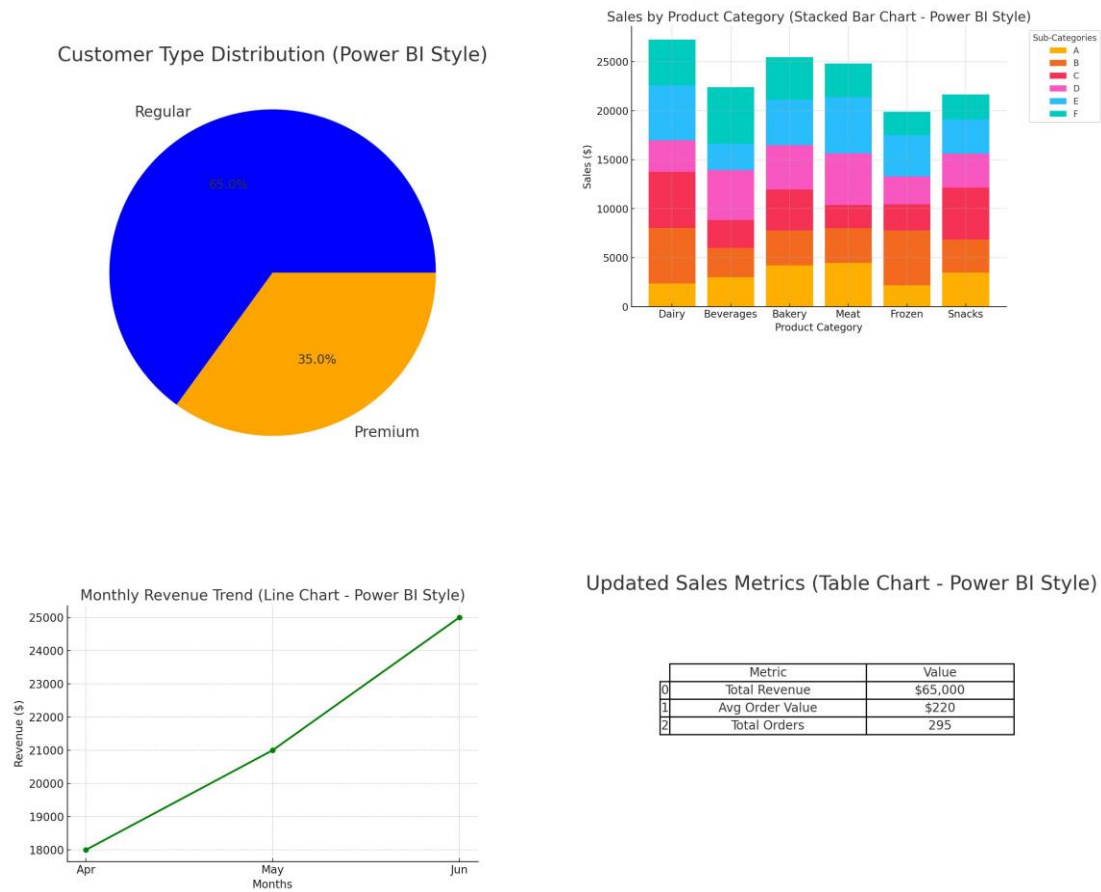 Customer Type Distribution (Power BI Style)
Regular
65.0%
35.0%
Premium
Sales by Product Category (Stacked Bar Chart - Power BI Style)
Sub-Categories
A
B
C
D
E
F
Sales ($)
25000
20000
15000
10000
5000
0
Dairy Beverages Bakery Meat Frozen Snacks
Product Category
Monthly Revenue Trend (Line Chart - Power BI Style)
Revenue ($)
25000
24000
23000
22000
21000
20000
19000
18000
Apr May Jun
Months
Updated Sales Metrics (Table Chart - Power BI Style)
Metric Value
0 Total Revenue $65,000
1 Avg Order Value $220
2 Total Orders 295